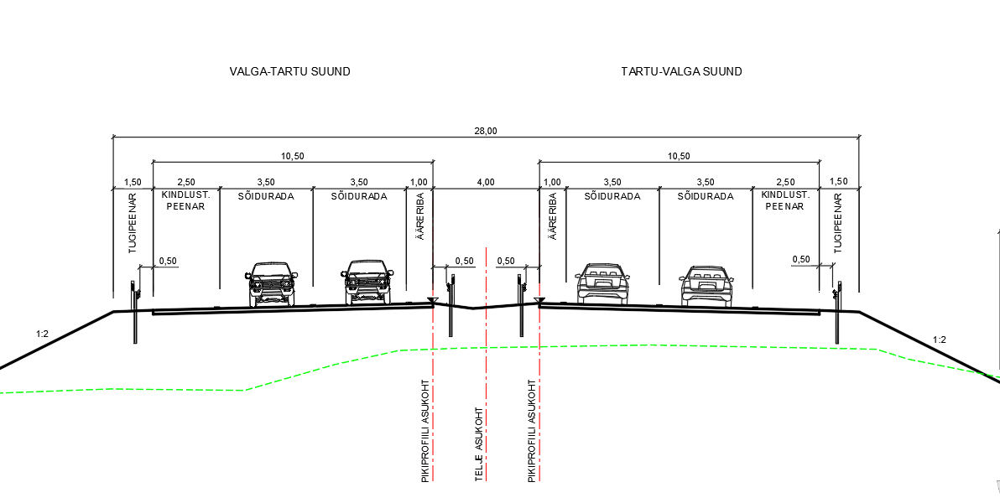 VALGA-TARTU SUUND
TARTU-VALGA SUUND
28,00
10,50
10,50
1,50
2,50
3,50
3,50
1,00
4,00
1,00
3,50
3,50
2,50
1,50
TUGIPEENAR
KINDLUST.
PEENAR
SÕIDURADA
SÕIDURADA
ÄÄRERIBA
ÄÄRERIBA
SÕIDURADA
SÕIDURADA
KINDLUST.
PEENAR
TUGIPEENAR
0,50
0,50
0,50
0,50
1:2
1:2
PIKIPROFIILI ASUKOHT
TELJE ASUKOHT
PIKIPROFIILI ASUKOHT